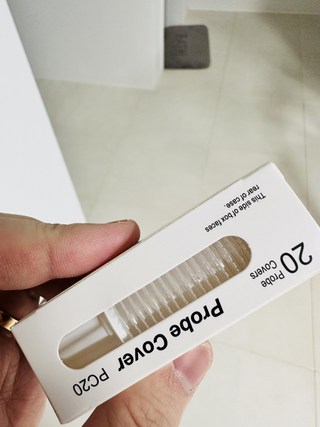 Probe Cover PC20
20 Probe
Covers
This side of box faces
rear of case.